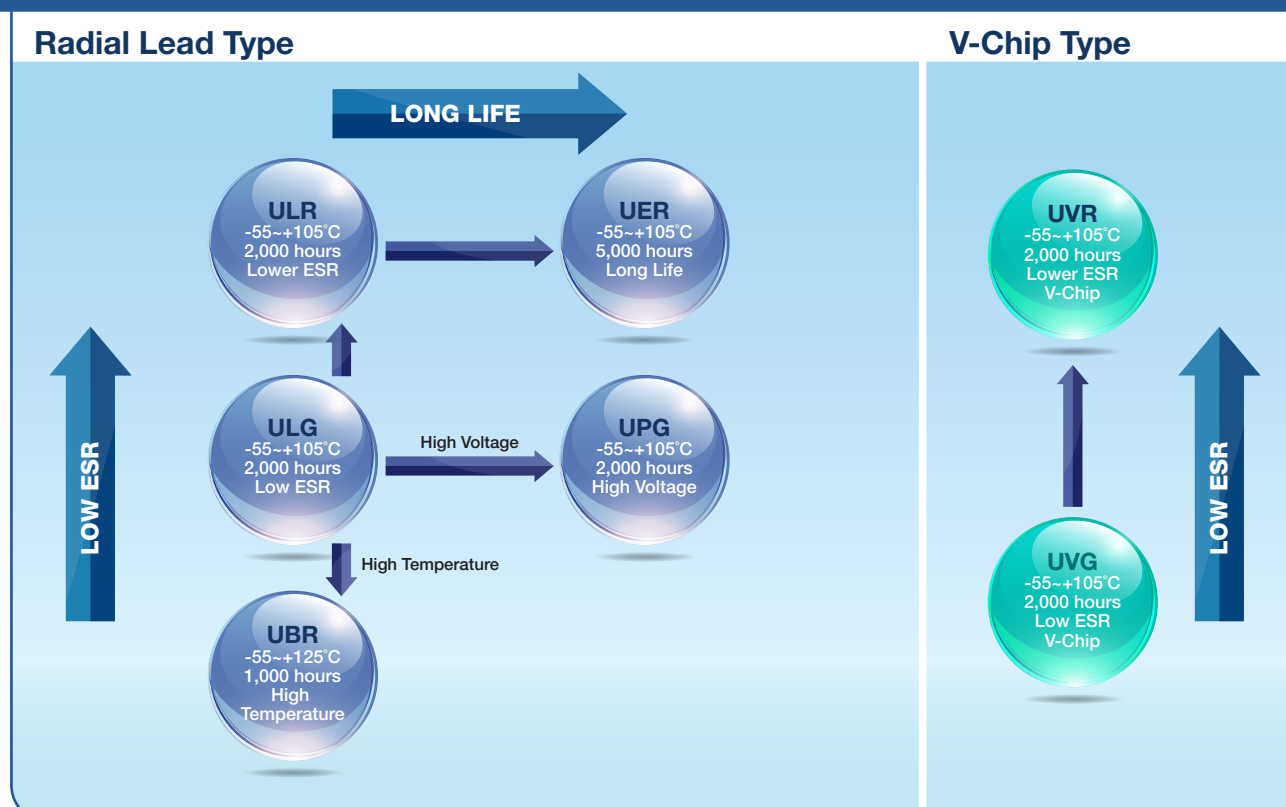 Radial Lead Type
LONG LIFE
ULR
-55~+105°C
2,000 hours
Lower ESR
UER
-55~+105°C
5,000 hours
Long Life
LOW ESR
ULG
-55~+105°C
2,000 hours
Low ESR
High Voltage
UPG
-55~+105°C
2,000 hours
High Voltage
High Temperature
UBR
-55~+125°C
1,000 hours
High
Temperature
V-Chip Type
UVR
-55~+105°C
2,000 hours
Lower ESR
V-Chip
LOW ESR
UVG
-55~+105°C
2,000 hours
Low ESR
V-Chip